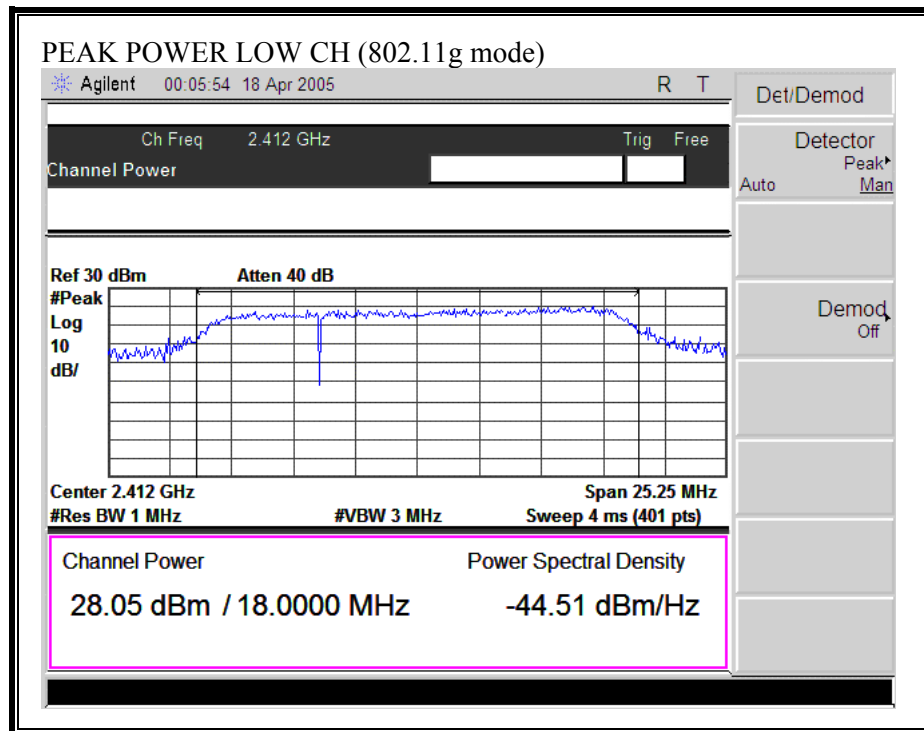 PEAK POWER LOW CH (802.11g mode)
Agilent 00:05:54 18 Apr 2005 R T
Det/Demod
Ch Freq 2.412 GHz Trig Free
Channel Power
Detector
Peak
Auto Man
Ref 30 dBm Atten 40 dB
#Peak
Log
10
dB/
Demod
Off
Center 2.412 GHz Span 25.25 MHz
#Res BW 1 MHz #VBW 3 MHz Sweep 4 ms (401 pts)
Channel Power Power Spectral Density
28.05 dBm / 18.0000 MHz -44.51 dBm/Hz